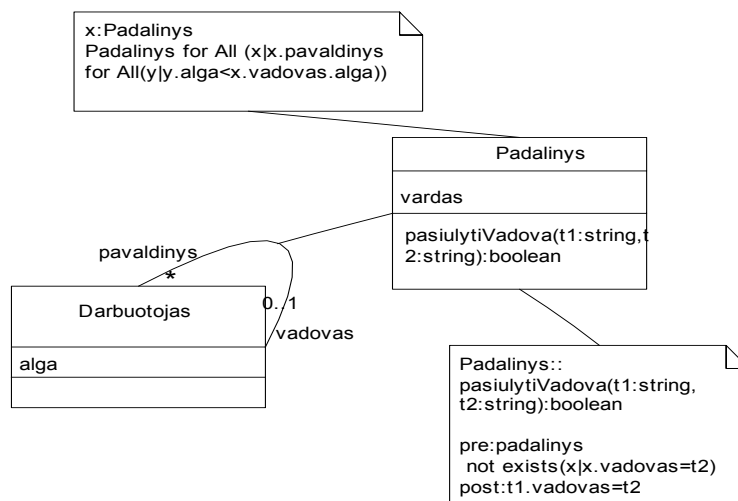 x:Padalinys
Padalinys for All (x|x.pavaldinys
for All(y|y.alga<x.vadovas.alga))
Padalinys
vardas
pasiulytiVadova(t1:string,t
2:string):boolean
pavaldinys
*
Darbuotojas
0..1
vadovas
alga
Padalinys::
pasiulytiVadova(t1:string,
t2:string):boolean
pre:padalinys
not exists(x|x.vadovas=t2)
post:t1.vadovas=t2